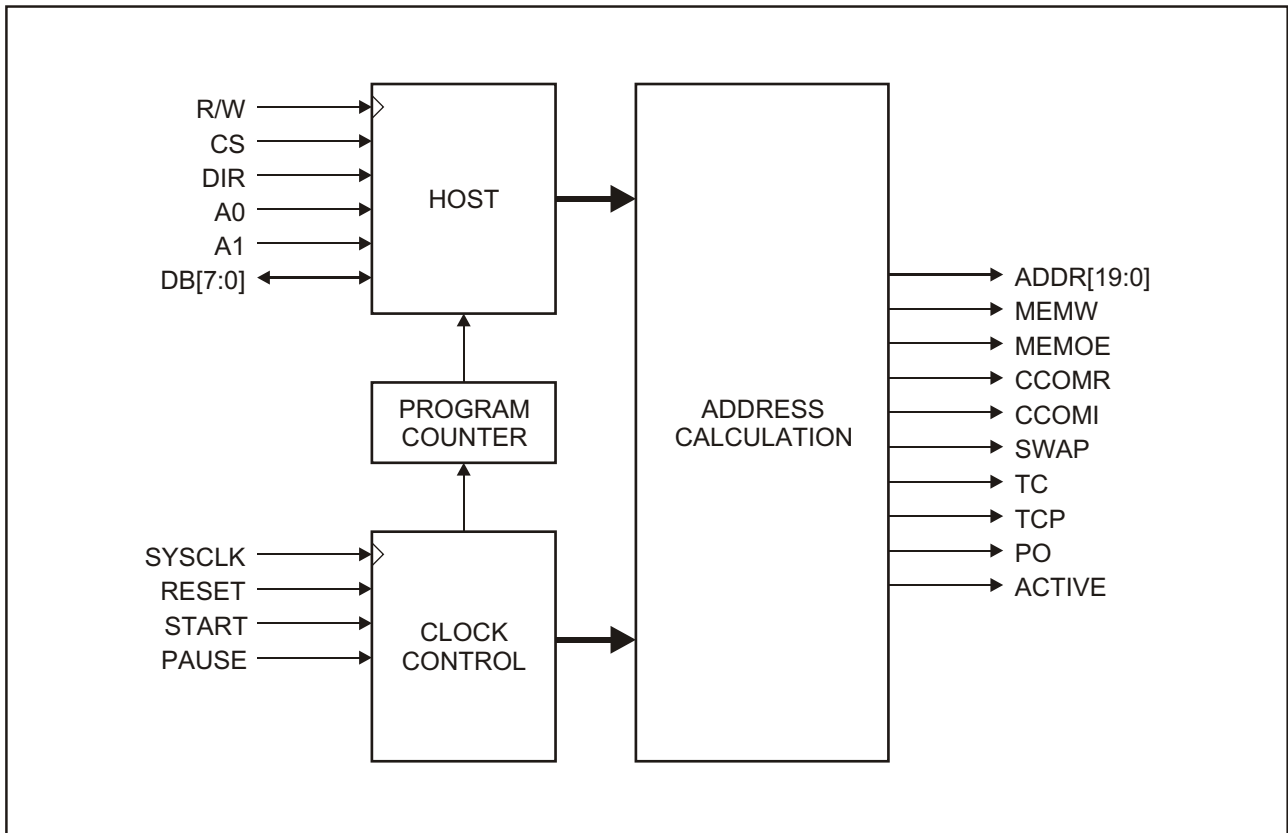 R/W
CS
DIR
A0
A1
DB[7:0]
HOST
PROGRAM
COUNTER
SYSCLK
RESET
START
PAUSE
CLOCK
CONTROL
ADDRESS
CALCULATION
ADDR[19:0]
MEMW
MEMOE
CCOMR
CCOMI
SWAP
TC
TCP
PO
ACTIVE